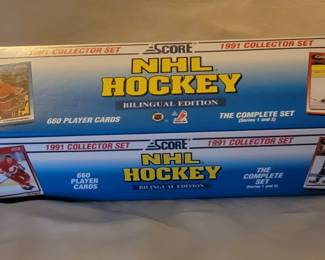 1991 COLLECTOR SET
SCORE
1991 COLLECTOR SET
NHL
HOCKEY
BILINGUAL EDITION
660 PLAYER CARDS
THE COMPLETE SET
(Series 1 and 2)
1991 COLLECTOR SET
SCORE
1991 COLLECTOR SET
NHL
HOCKEY
BILINGUAL EDITION
660
PLAYER
CARDS
THE
COMPLETE
SET
(Series 1 and 2)